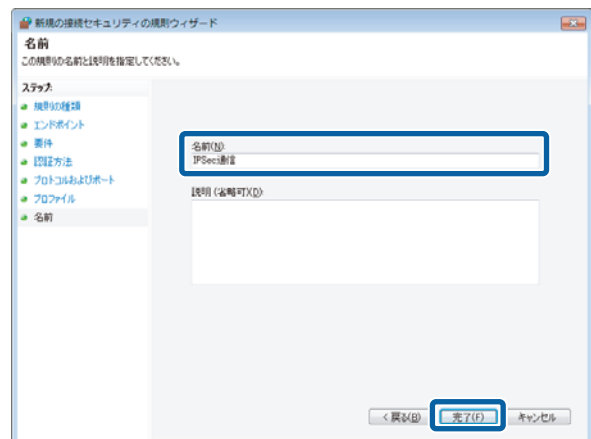 新規の接続セキュリティの規則ウィザード
名前
この規則の名前と説明を指定してください。
ステップ:
規則の種類
エンドポイント
要件
認証方法
プロトコルおよびポート
プロファイル
名前
名前(N):
IPSec通信
説明 (省略可)(D):
< 戻る(B)
完了(F)
キャンセル